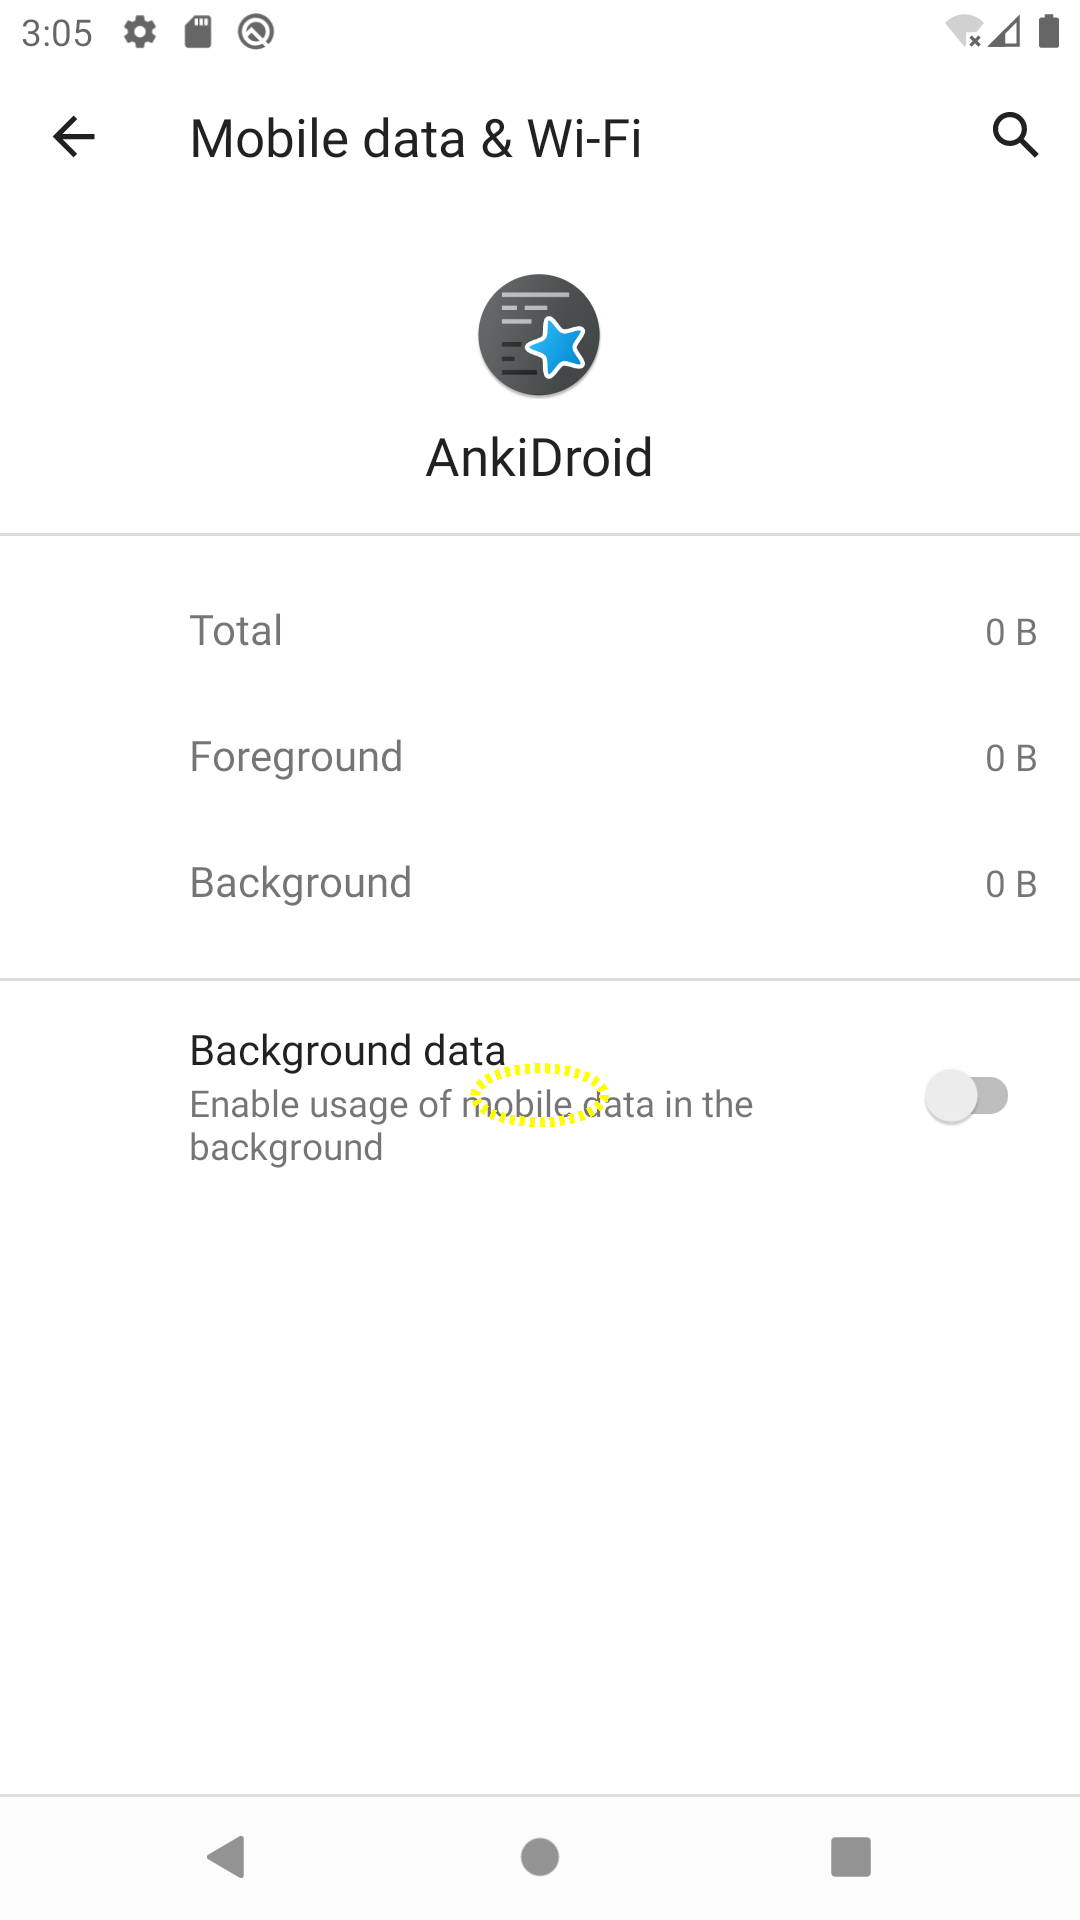 3:05
Mobile data & Wi-Fi
AnkiDroid
Total 0 B
Foreground 0 B
Background 0 B
Background data
Enable usage of mobile data in the
background